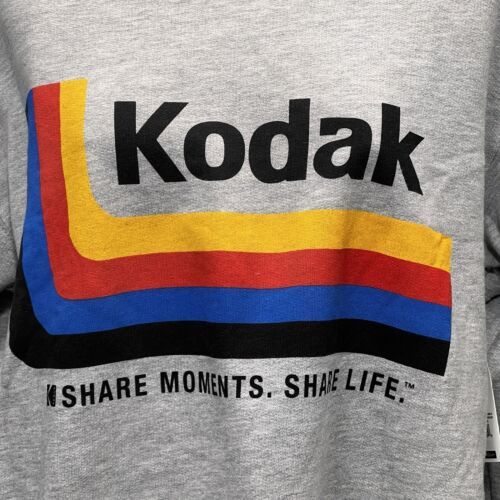 Kodak
SHARE MOMENTS. SHARE LIFE.™